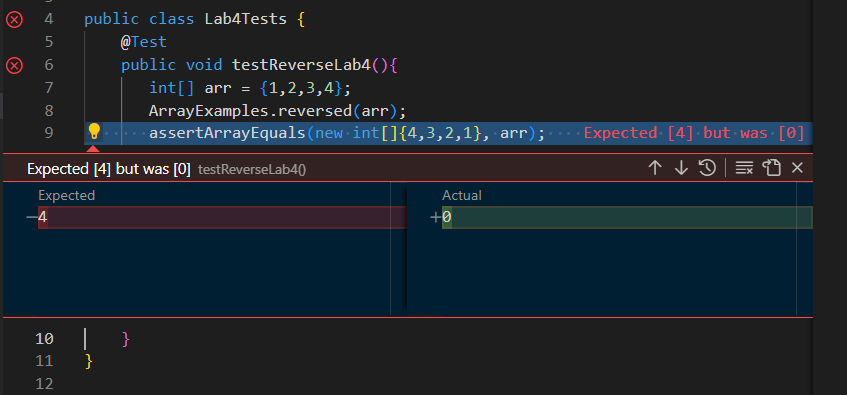 4 public class Lab4Tests {
5 @Test
6 public void testReverseLab4(){
7 int[] arr = {1,2,3,4};
8 ArrayExamples.reversed(arr);
9 assertArrayEquals(new int[]{4,3,2,1}, arr); Expected [4] but was [0]
Expected [4] but was [0] testReverseLab4()
Expected Actual
−4 +0
10 }
11 }
12